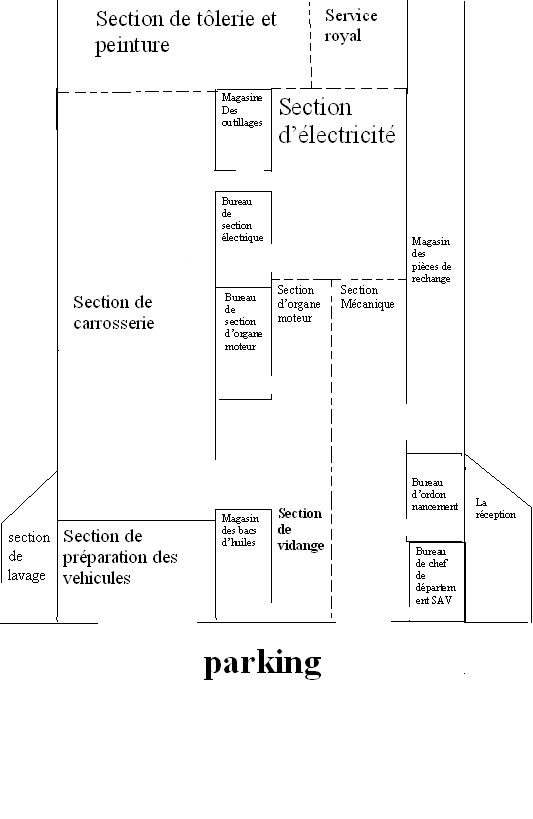 Section de tôlerie et
peinture
Service
royal
Magasine
Des
outillages
Section
d'électricité
Bureau
de
section
électrique
Magasin
des
pièces de
rechange
Section de
carrosserie
Bureau
de
section
d'organe
moteur
Section
d'organe
moteur
Section
Mécanique
Bureau
d'ordon
nancement
La
réception
section
de
lavage
Section de
préparation des
vehicules
Magasin
des bacs
d'huiles
Section
de
vidange
Bureau
de chef
de
départem
ent SAV
parking